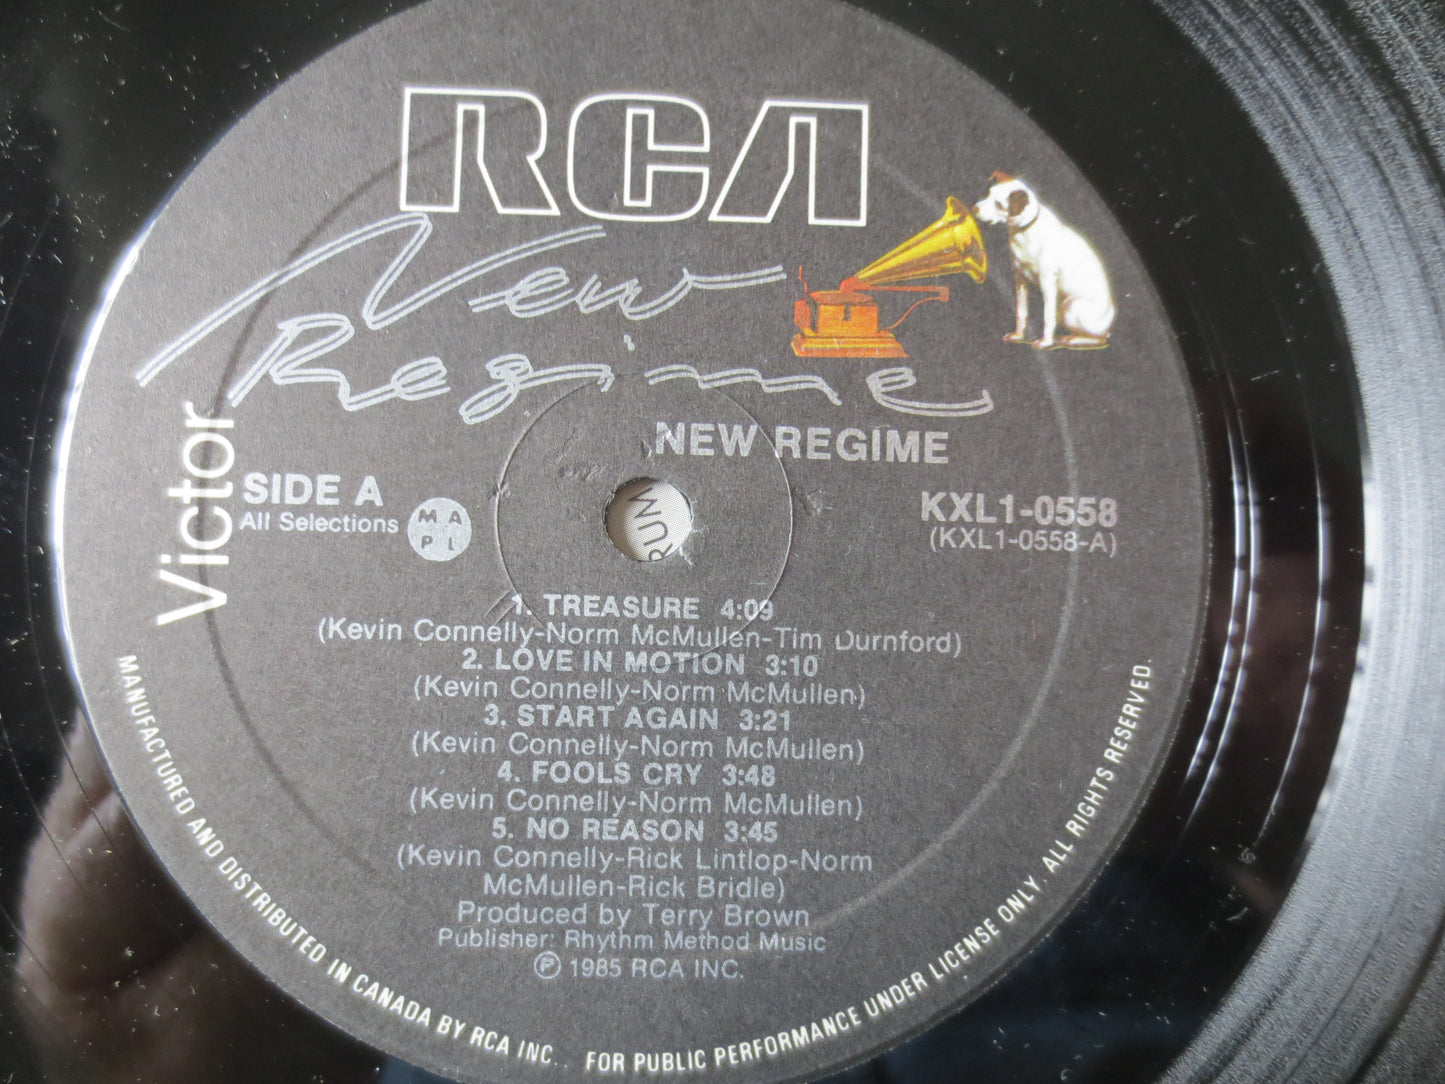 RCA
New
Regime
NEW REGIME
Victor
SIDE A
All Selections
MAPL
KXL1-0558
(KXL1-0558-A)
RUM
1. TREASURE 4:09
(Kevin Connelly-Norm McMullen-Tim Durnford)
2. LOVE IN MOTION 3:10
(Kevin Connelly-Norm McMullen)
3. START AGAIN 3:21
(Kevin Connelly-Norm McMullen)
4. FOOLS CRY 3:48
(Kevin Connelly-Norm McMullen)
5. NO REASON 3:45
(Kevin Connelly-Rick Lintlop-Norm
McMullen-Rick Bridle)
Produced by Terry Brown
Publisher: Rhythm Method Music
Ⓟ 1985 RCA INC.
MANUFACTURED AND DISTRIBUTED IN CANADA BY RCA INC.. FOR PUBLIC PERFORMANCE UNDER LICENSE ONLY. ALL RIGHTS RESERVED.